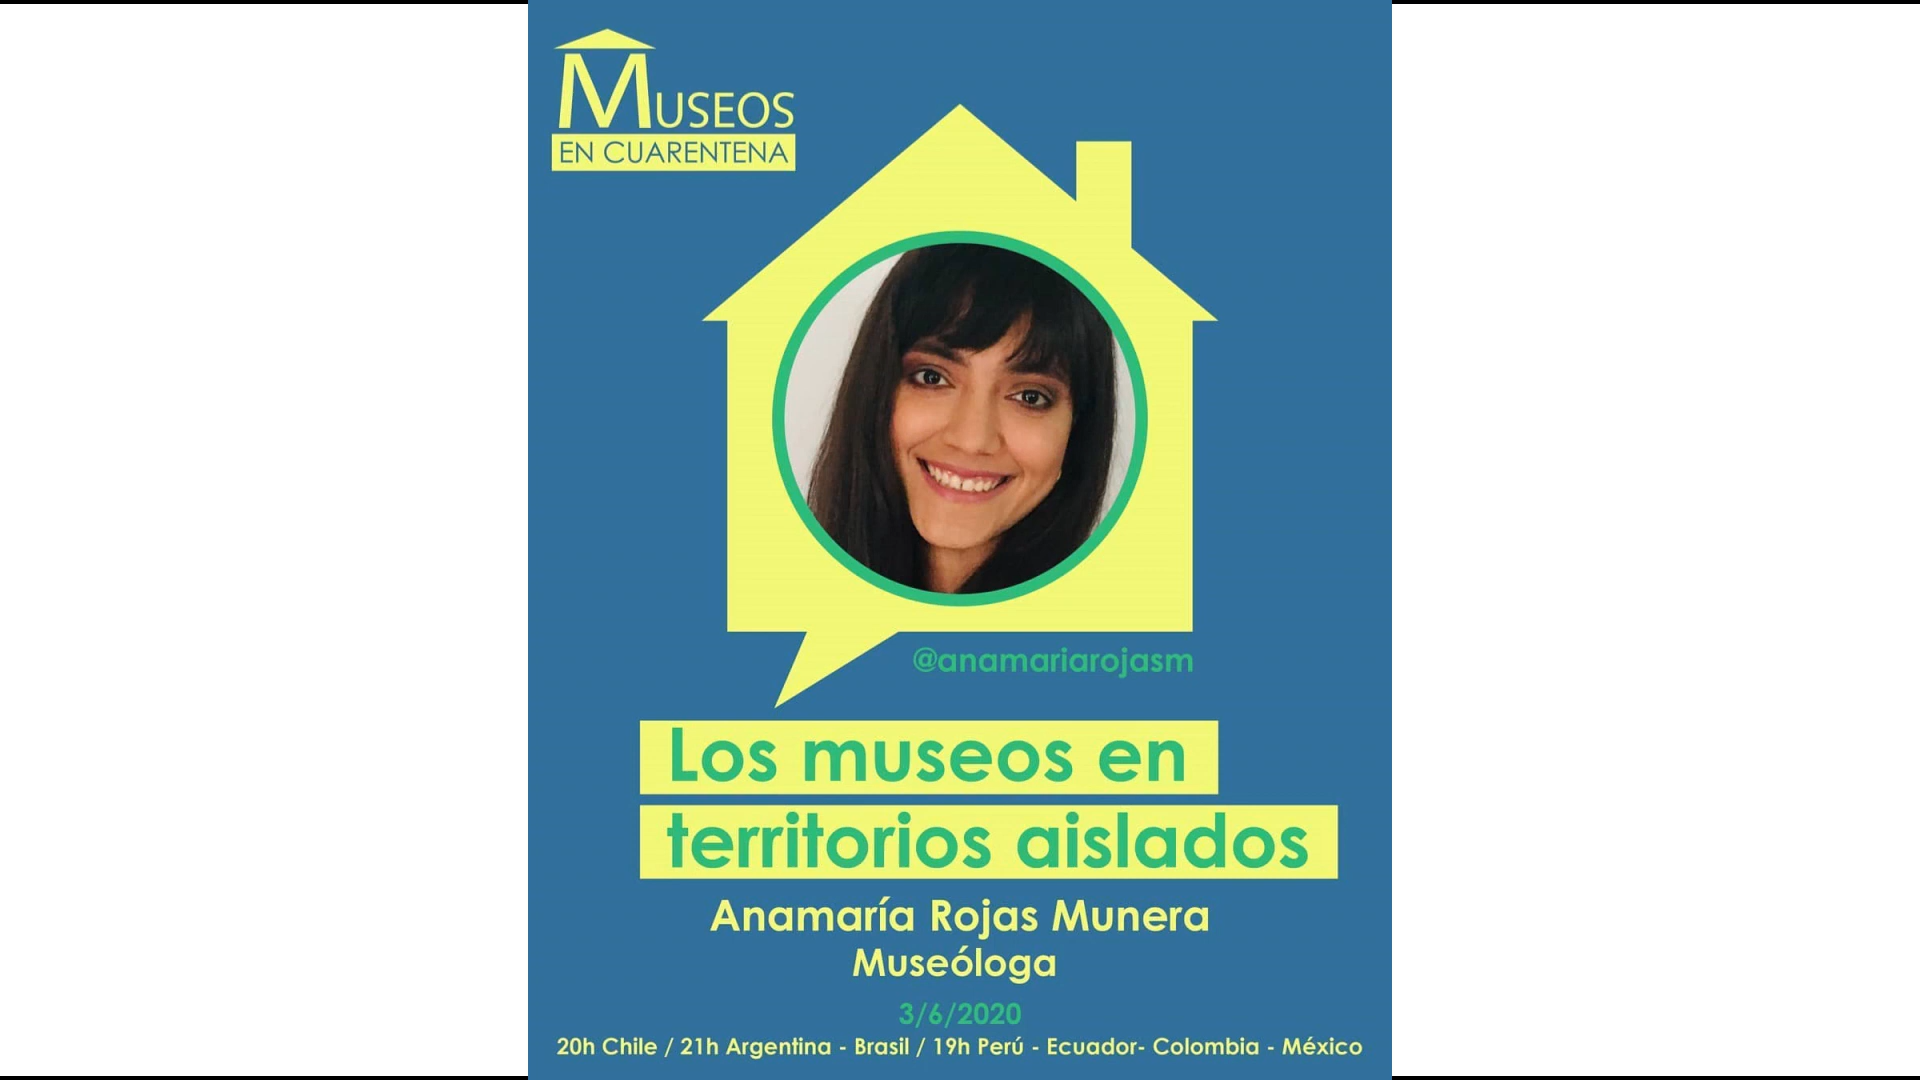 MUSEOS
EN CUARENTENA
@anamariarojasm
Los museos en
territorios aislados
Anamaría Rojas Munera
Museóloga
3/6/2020
20h Chile / 21h Argentina - Brasil / 19h Perú - Ecuador- Colombia - México